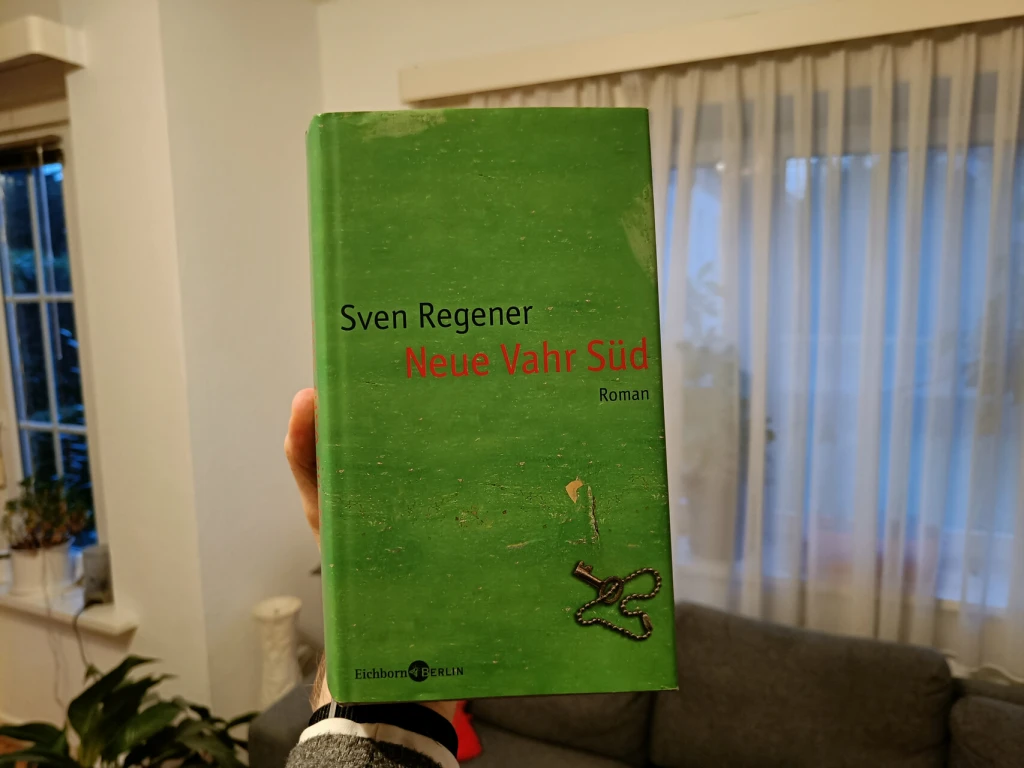 Sven Regener
Neue Vahr Süd
Roman
Eichborn BERLIN